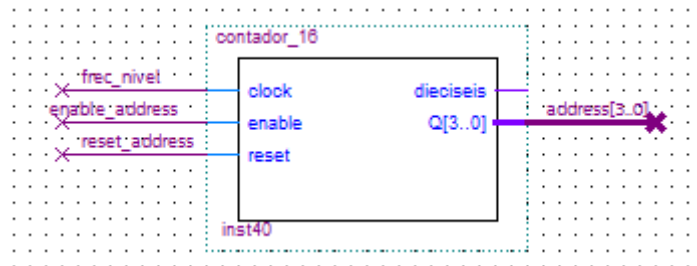 contador_16
frec_nivel
clock
dieciseis
enable_address
enable
Q[3..0]
address[3..0]
reset_address
reset
inst40